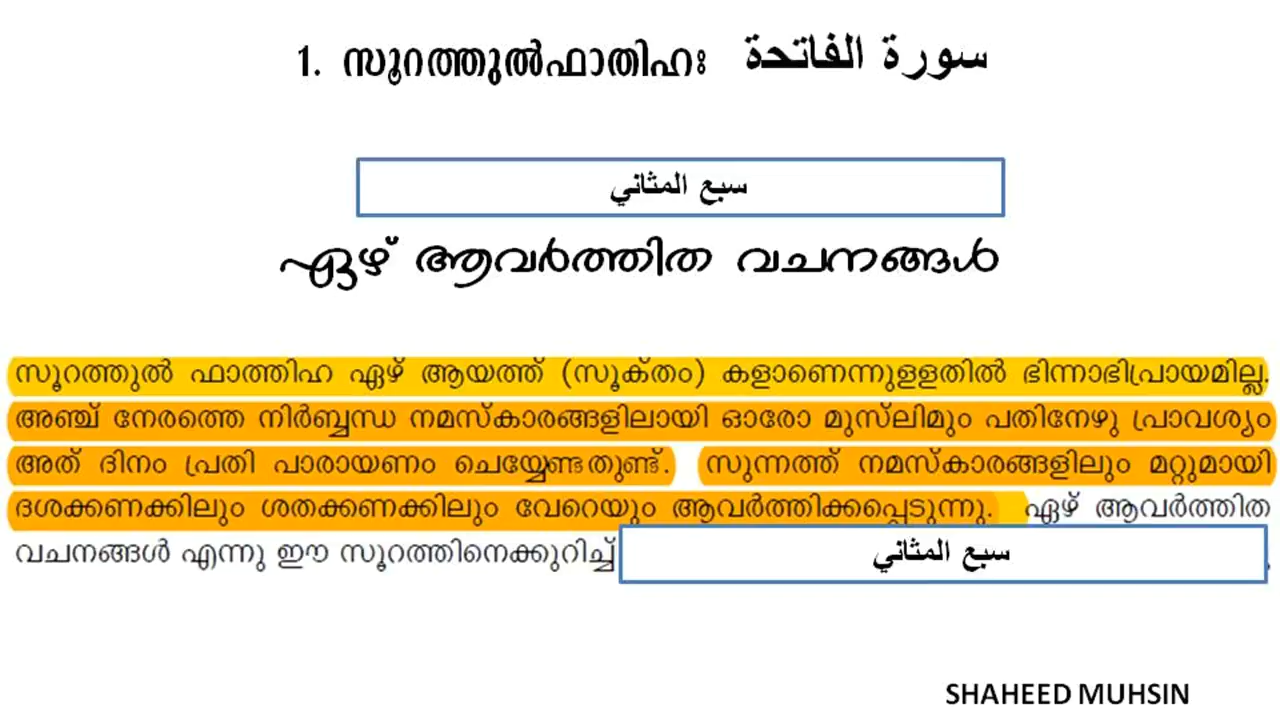 1. സൂറത്തുൽഫാതിഹഃ سورة الفاتحة
سبع المثاني
ഏഴ് ആവർത്തിത വചനങ്ങൾ
സൂറത്തുൽ ഫാത്തിഹ ഏഴ് ആയത്ത് (സൂക്തം) കളാണെന്നുളളതിൽ ഭിന്നാഭിപ്രായമില്ല.
അഞ്ച് നേരത്തെ നിർബ്ബന്ധ നമസ്കാരങ്ങളിലായി ഓരോ മുസ്ലിമും പതിനേഴു പ്രാവശ്യം
അത് ദിനം പ്രതി പാരായണം ചെയ്യേണ്ടതുണ്ട്. സുന്നത്ത് നമസ്കാരങ്ങളിലും മറ്റുമായി
ദശക്കണക്കിലും ശതക്കണക്കിലും വേറെയും ആവർത്തിക്കപ്പെടുന്നു. ഏഴ് ആവർത്തിത
വചനങ്ങൾ എന്നു ഈ സൂറത്തിനെക്കുറിച്ച് سبع المثاني
SHAHEED MUHSIN